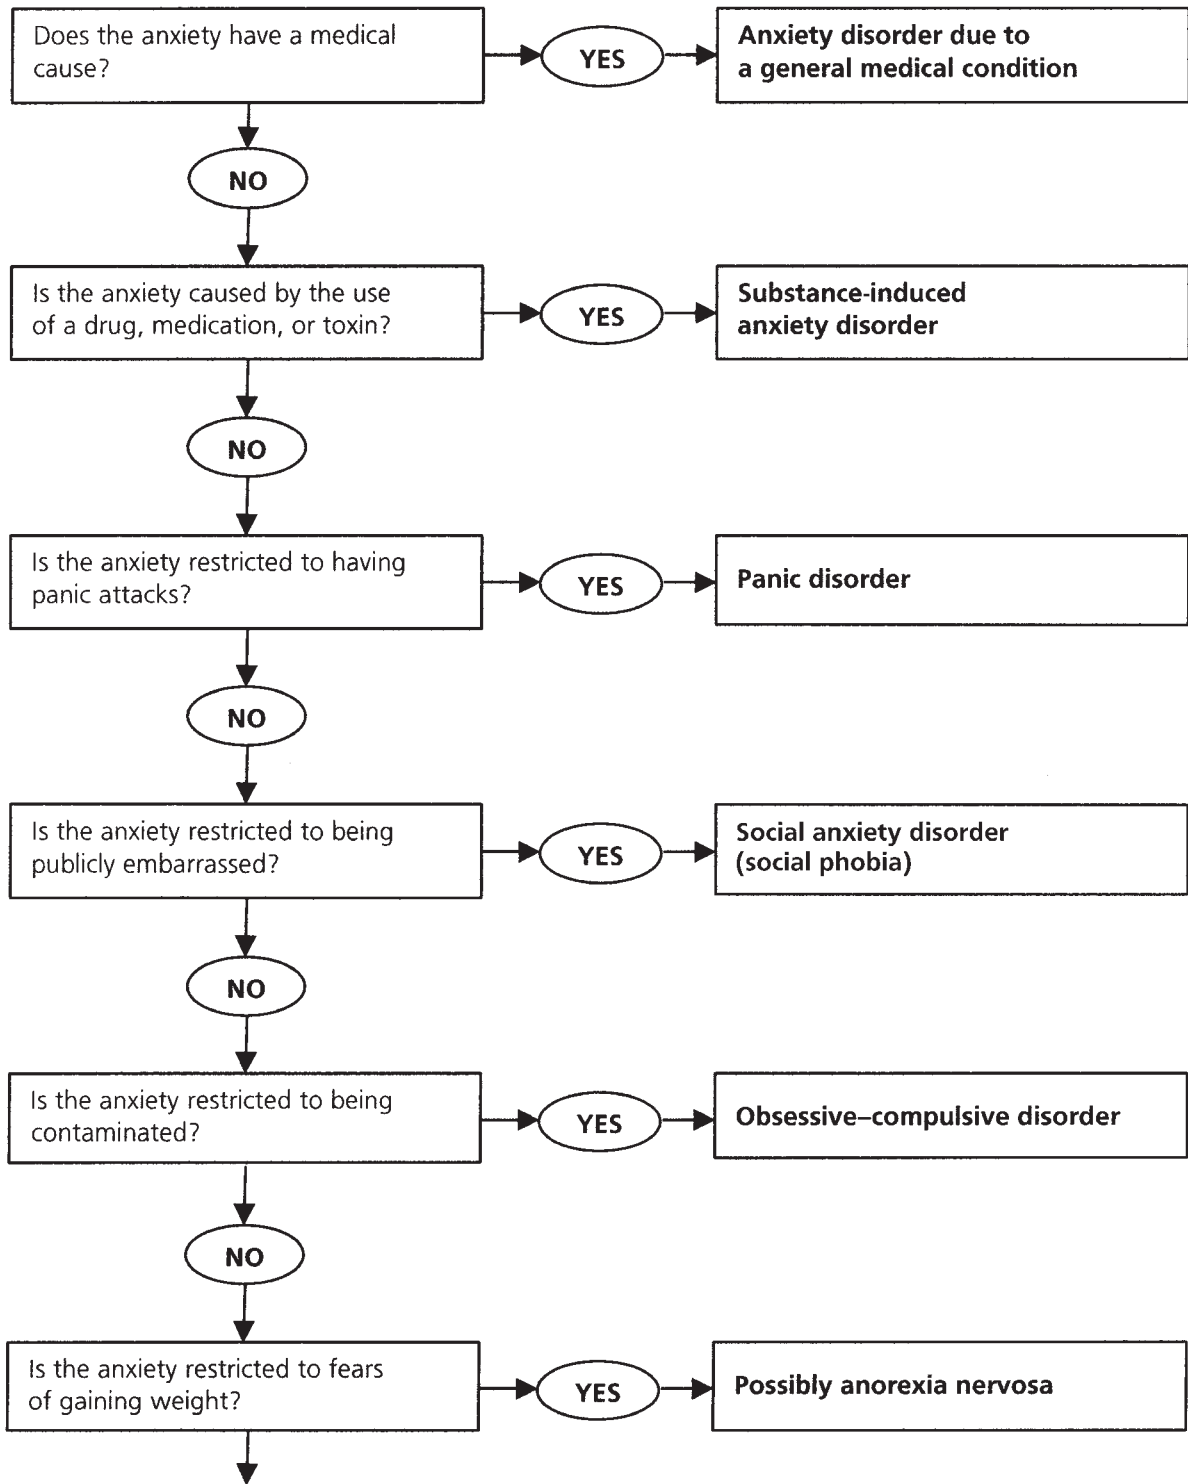 Does the anxiety have a medical
cause?
YES
Anxiety disorder due to
a general medical condition
NO
Is the anxiety caused by the use
of a drug, medication, or toxin?
YES
Substance-induced
anxiety disorder
NO
Is the anxiety restricted to having
panic attacks?
YES
Panic disorder
NO
Is the anxiety restricted to being
publicly embarrassed?
YES
Social anxiety disorder
(social phobia)
NO
Is the anxiety restricted to being
contaminated?
YES
Obsessive–compulsive disorder
NO
Is the anxiety restricted to fears
of gaining weight?
YES
Possibly anorexia nervosa